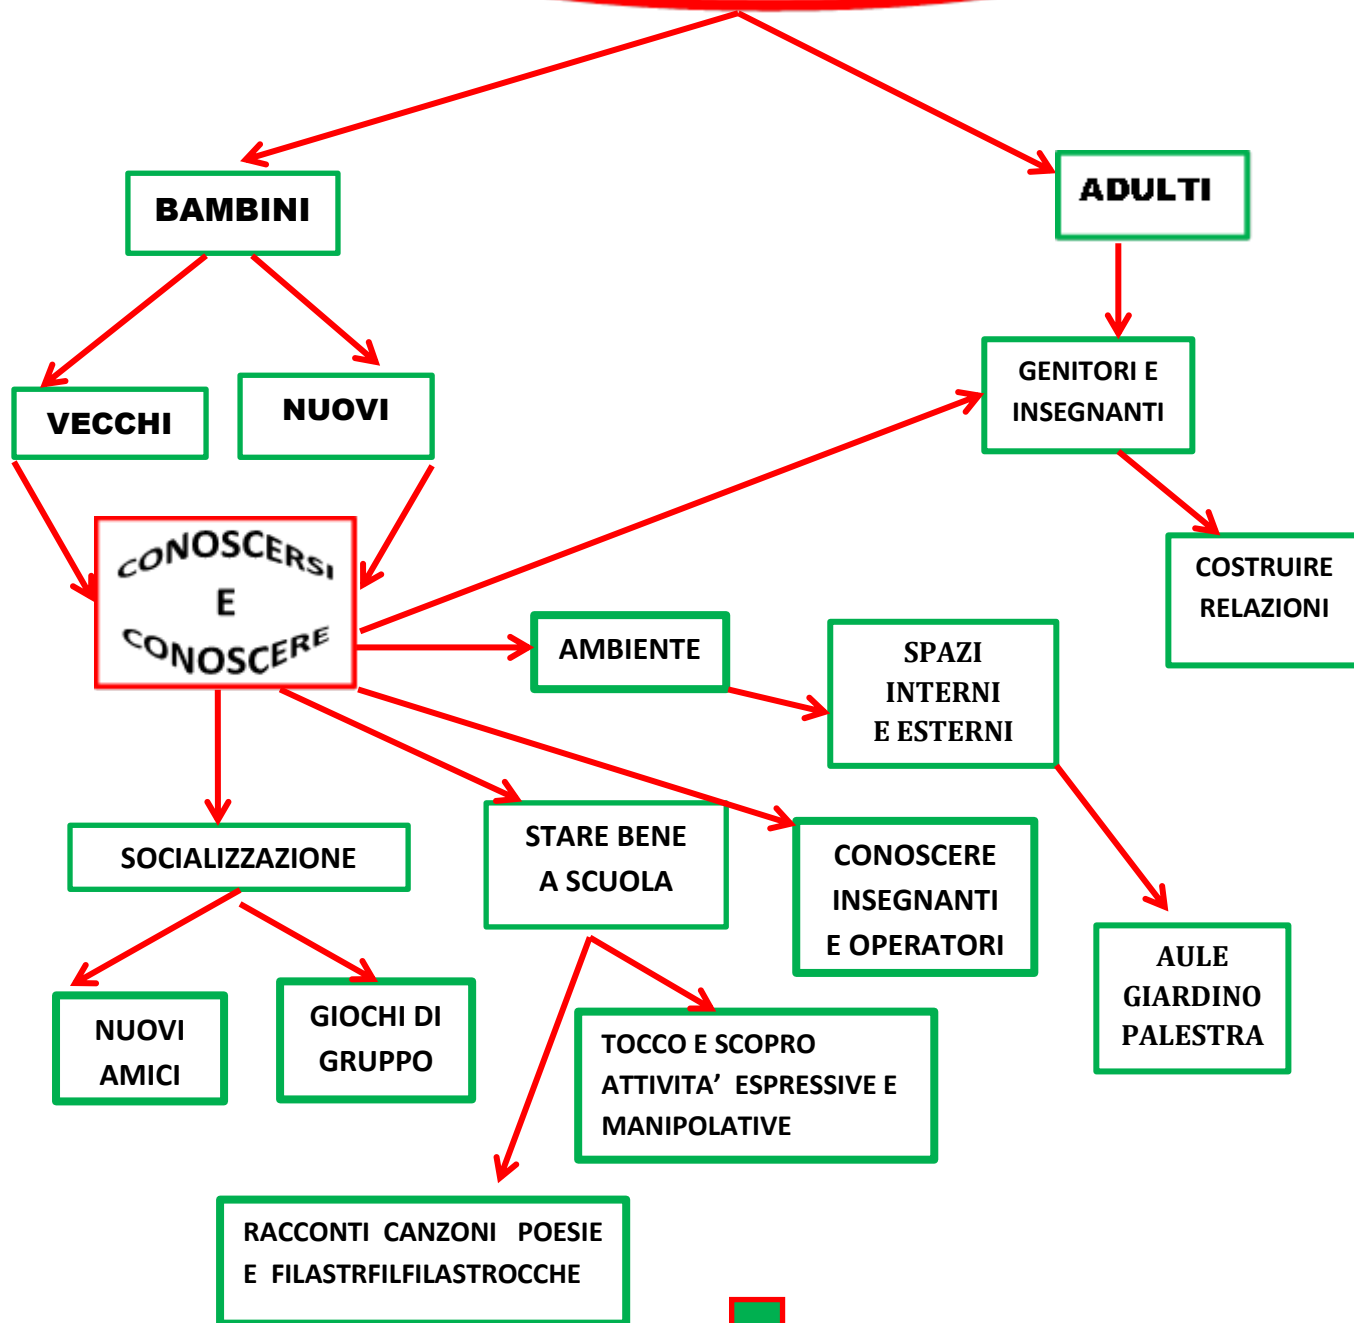 BAMBINI
ADULTI
VECCHI
NUOVI
GENITORI E
INSEGNANTI
CONOSCERSI
E
CONOSCERE
COSTRUIRE
RELAZIONI
AMBIENTE
SPAZI
INTERNI
E ESTERNI
SOCIALIZZAZIONE
STARE BENE
A SCUOLA
CONOSCERE
INSEGNANTI
E OPERATORI
AULE
GIARDINO
PALESTRA
NUOVI
AMICI
GIOCHI DI
GRUPPO
TOCCO E SCOPRO
ATTIVITA’ ESPRESSIVE E
MANIPOLATIVE
RACCONTI CANZONI POESIE
E FILASTRFILFILASTROCCHE